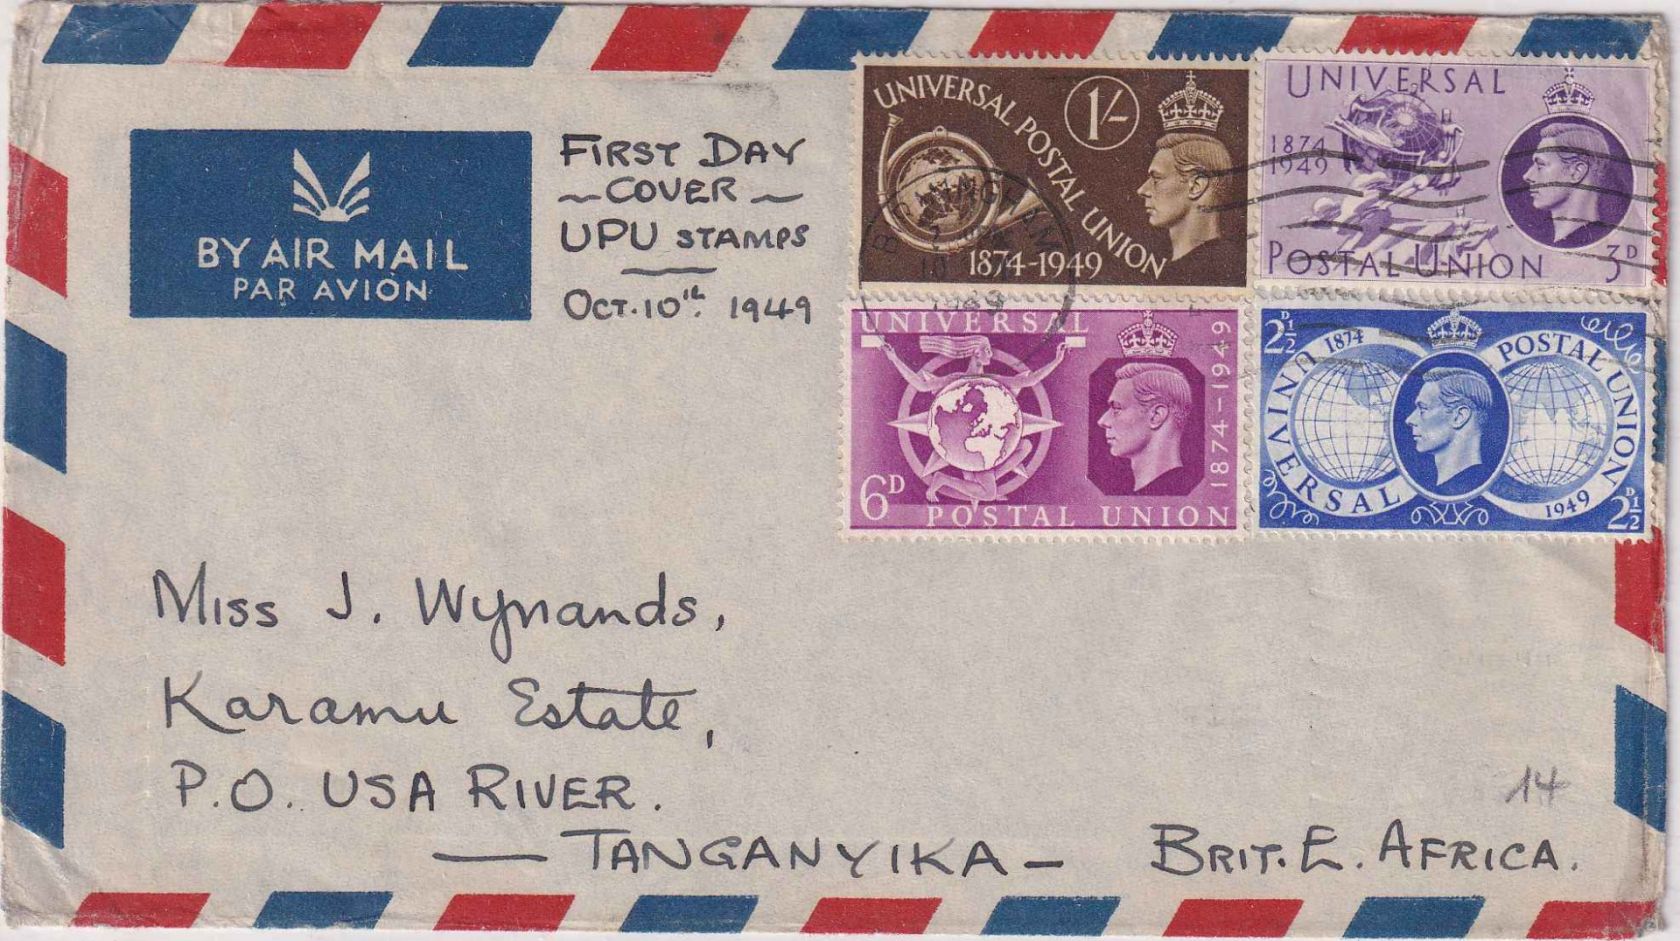 BY AIR MAIL
PAR AVION
FIRST DAY
~ COVER ~
UPU STAMPS
OCT. 10th. 1949
UNIVERSAL POSTAL UNION
1/-
1874-1949
UNIVERSAL
1874
1949
POSTAL UNION
3D
UNIVERSAL
1874-1949
6D
POSTAL UNION
2½D
1874
UNIVERSAL
POSTAL UNION
1949
2½D
BIRMINGHAM
1949
Miss J. Wynands,
Karamu Estate,
P.O. USA RIVER.
— TANGANYIKA — BRIT. E. AFRICA.
14